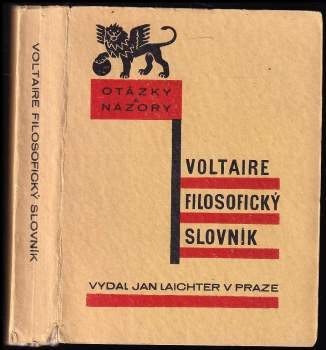 VOLTAIRE FILOSOFICKÝ SLOVNÍK
OTÁZKY
A
NÁZORY
VOLTAIRE
FILOSOFICKÝ
SLOVNÍK
VYDAL JAN LAICHTER V PRAZE